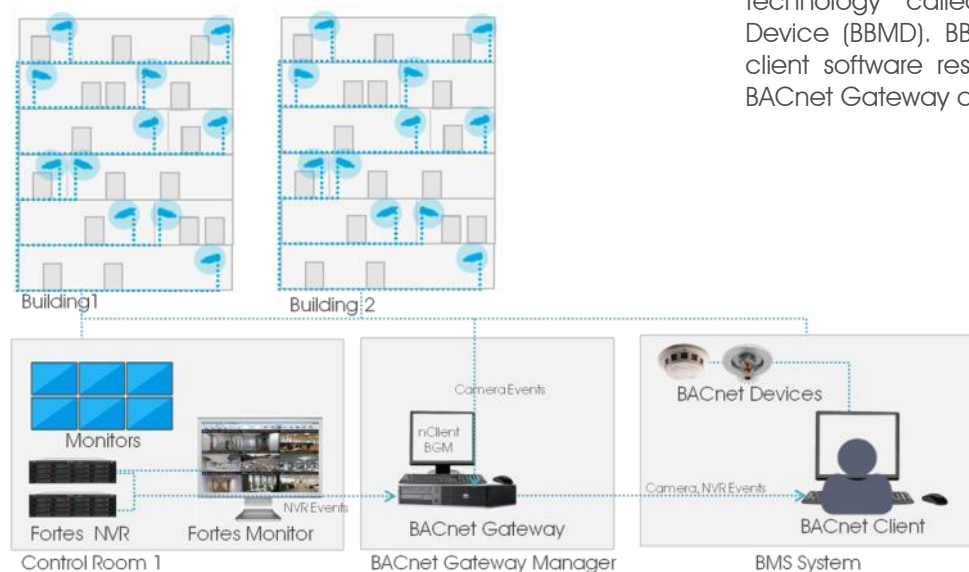 technology called
Device (BBMD). BB
client software res
BACnet Gateway c
Building1
Building 2
Camera Events
nClient
BGM
BACnet Devices
Monitors
NVR Events
Camera, NVR Events
Fortes NVR
Fortes Monitor
BACnet Gateway
BACnet Client
Control Room 1
BACnet Gateway Manager
BMS System